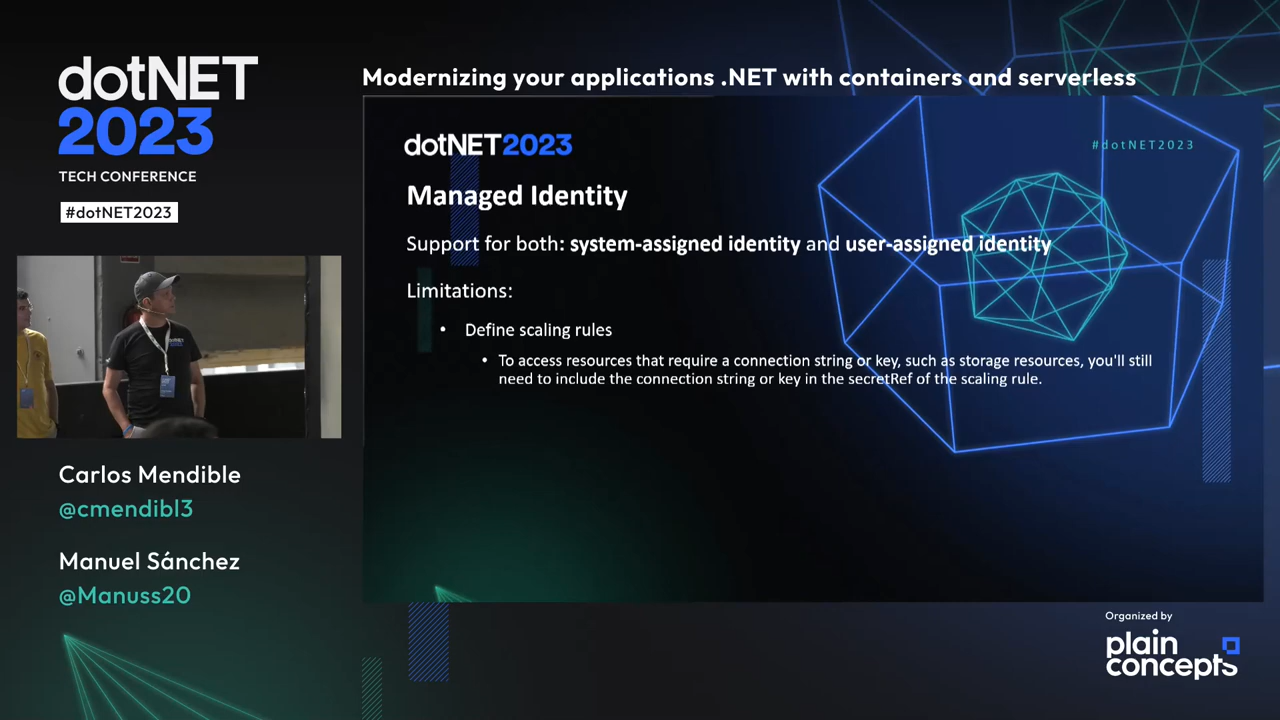 dotNET
2023
TECH CONFERENCE
#dotNET2023
Modernizing your applications .NET with containers and serverless
dotNET2023
#dotNET2023
Managed Identity
Support for both: system-assigned identity and user-assigned identity
Limitations:
• Define scaling rules
• To access resources that require a connection string or key, such as storage resources, you'll still
need to include the connection string or key in the secretRef of the scaling rule.
Carlos Mendible
@cmendibl3
Manuel Sánchez
@Manuss20
Organized by
plain
concepts